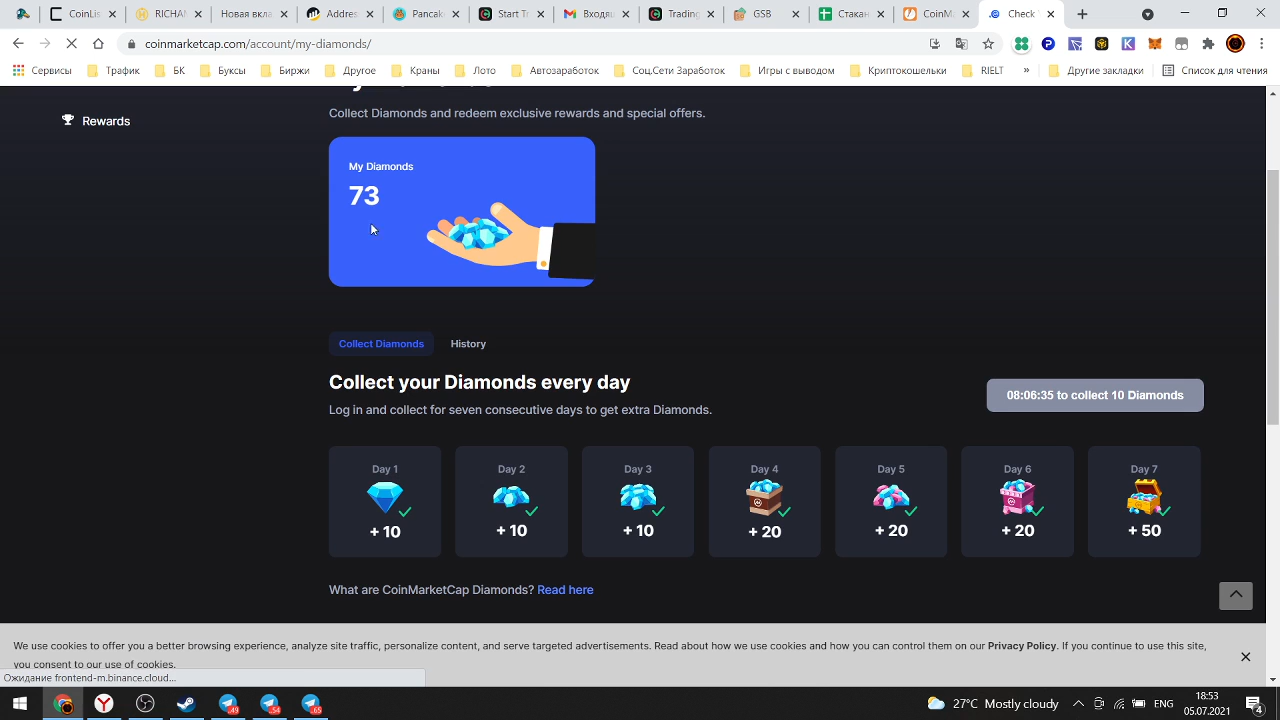 CoinLis
RICHAM
Новая вкла
Addres
Pancak
Start Tr
Входящ
Trading
GSB
Стакан
CoinMa
Check Y
coinmarketcap.com/account/my-diamonds/
Сервисы
Трафик
БК
Буксы
Биржи
Другое
Краны
Лото
Автозаработок
Соц.Сети Заработок
Игры с выводом
Криптокошельки
RIELT
»
Другие закладки
Список для чтения
Rewards
Collect Diamonds and redeem exclusive rewards and special offers.
My Diamonds
73
Collect Diamonds
History
Collect your Diamonds every day
08:06:35 to collect 10 Diamonds
Log in and collect for seven consecutive days to get extra Diamonds.
Day 1
Day 2
Day 3
Day 4
Day 5
Day 6
Day 7
+ 10
+ 10
+ 10
+ 20
+ 20
+ 20
+ 50
What are CoinMarketCap Diamonds? Read here
We use cookies to offer you a better browsing experience, analyze site traffic, personalize content, and serve targeted advertisements. Read about how we use cookies and how you can control them on our Privacy Policy. If you continue to use this site,
you consent to our use of cookies.
Ожидание frontend-m.binance.cloud...
49
54
65
27°C Mostly cloudy
ENG
18:53
05.07.2021
4